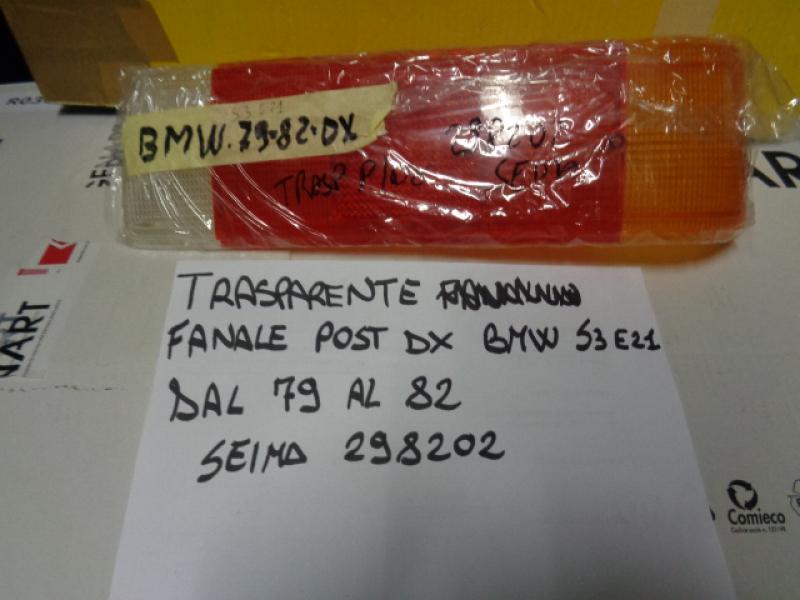 S3 E21
BMW.79-82-DX
298202
TRASP
SEIMA
TRASPARENTE
FANALE POST DX BMW S3 E21
DAL 79 AL 82
SEIMA 298202
Comieco